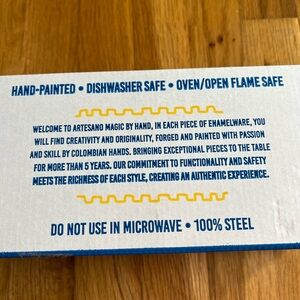 HAND-PAINTED • DISHWASHER SAFE • OVEN/OPEN FLAME SAFE
WELCOME TO ARTESANO MAGIC BY HAND, IN EACH PIECE OF ENAMELWARE, YOU
WILL FIND CREATIVITY AND ORIGINALITY, FORGED AND PAINTED WITH PASSION
AND SKILL BY COLOMBIAN HANDS. BRINGING EXCEPTIONAL PIECES TO THE TABLE
FOR MORE THAN 5 YEARS. OUR COMMITMENT TO FUNCTIONALITY AND SAFETY
MEETS THE RICHNESS OF EACH STYLE, CREATING AN AUTHENTIC EXPERIENCE.
DO NOT USE IN MICROWAVE • 100% STEEL